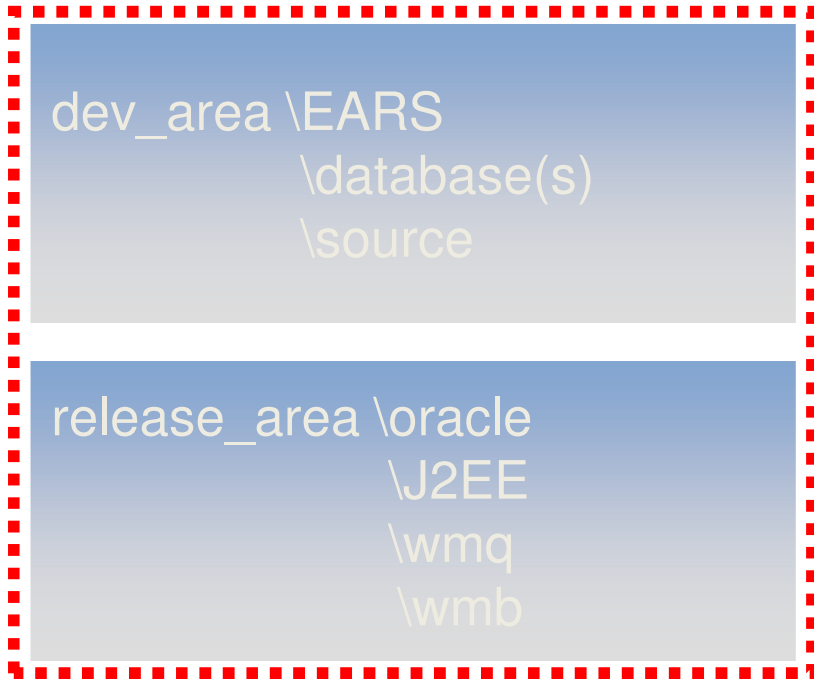 dev_area \EARS
\database(s)
\source
release_area \oracle
\J2EE
\wmq
\wmb